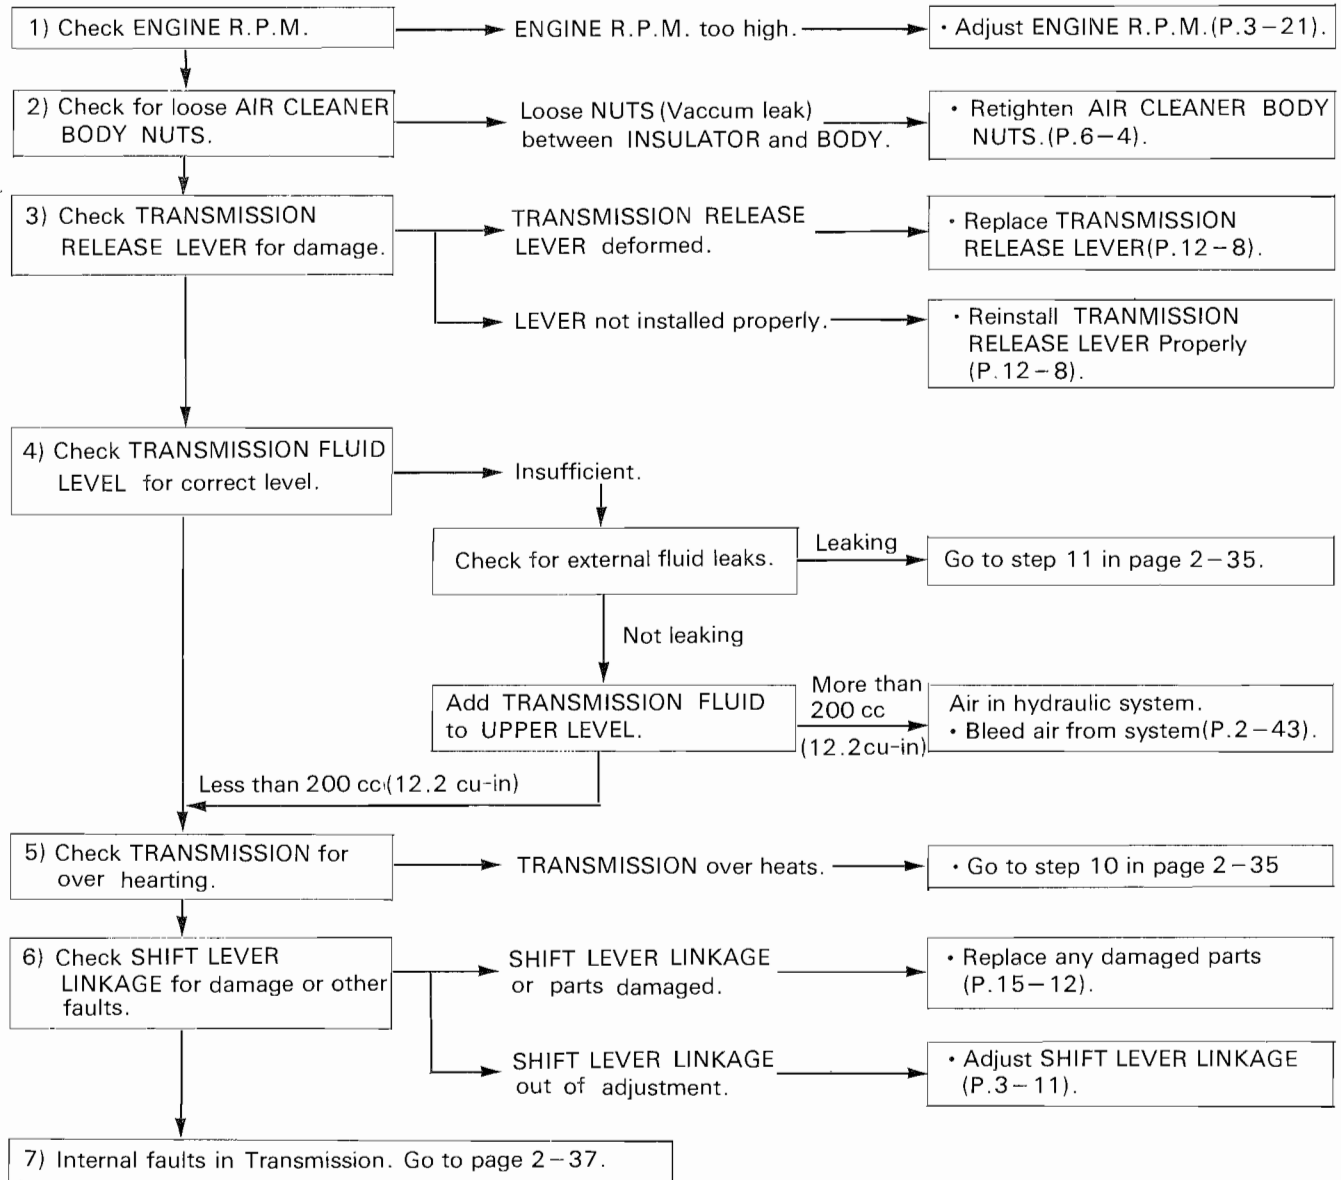 1) Check ENGINE R.P.M.
ENGINE R.P.M. too high.
· Adjust ENGINE R.P.M.(P.3-21).
2) Check for loose AIR CLEANER
BODY NUTS.
Loose NUTS (Vaccum leak)
between INSULATOR and BODY.
· Retighten AIR CLEANER BODY
NUTS.(P.6-4).
3) Check TRANSMISSION
RELEASE LEVER for damage.
TRANSMISSION RELEASE
LEVER deformed.
· Replace TRANSMISSION
RELEASE LEVER(P.12-8).
LEVER not installed properly.
· Reinstall TRANMISSION
RELEASE LEVER Properly
(P.12-8).
4) Check TRANSMISSION FLUID
LEVEL for correct level.
Insufficient.
Check for external fluid leaks.
Leaking
Go to step 11 in page 2-35.
Not leaking
Add TRANSMISSION FLUID
to UPPER LEVEL.
More than
200 cc
(12.2cu-in)
Air in hydraulic system.
· Bleed air from system(P.2-43).
Less than 200 cc (12.2 cu-in)
5) Check TRANSMISSION for
over hearting.
TRANSMISSION over heats.
· Go to step 10 in page 2-35
6) Check SHIFT LEVER
LINKAGE for damage or other
faults.
SHIFT LEVER LINKAGE
or parts damaged.
· Replace any damaged parts
(P.15-12).
SHIFT LEVER LINKAGE
out of adjustment.
· Adjust SHIFT LEVER LINKAGE
(P.3-11).
7) Internal faults in Transmission. Go to page 2-37.